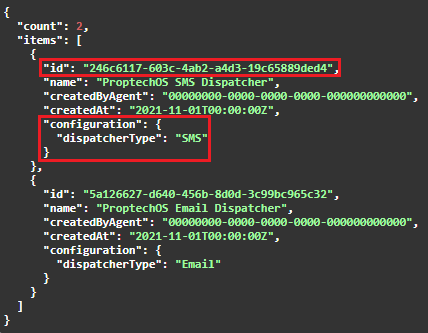 {
  "count": 2,
  "items": [
    {
      "id": "246c6117-603c-4ab2-a4d3-19c65889ded4",
      "name": "ProptechOS SMS Dispatcher",
      "createdByAgent": "00000000-0000-0000-0000-000000000000",
      "createdAt": "2021-11-01T00:00:00Z",
      "configuration": {
        "dispatcherType": "SMS"
      }
    },
    {
      "id": "5a126627-d640-456b-8d0d-3c99bc965c32",
      "name": "ProptechOS Email Dispatcher",
      "createdByAgent": "00000000-0000-0000-0000-000000000000",
      "createdAt": "2021-11-01T00:00:00Z",
      "configuration": {
        "dispatcherType": "Email"
      }
    }
  ]
}